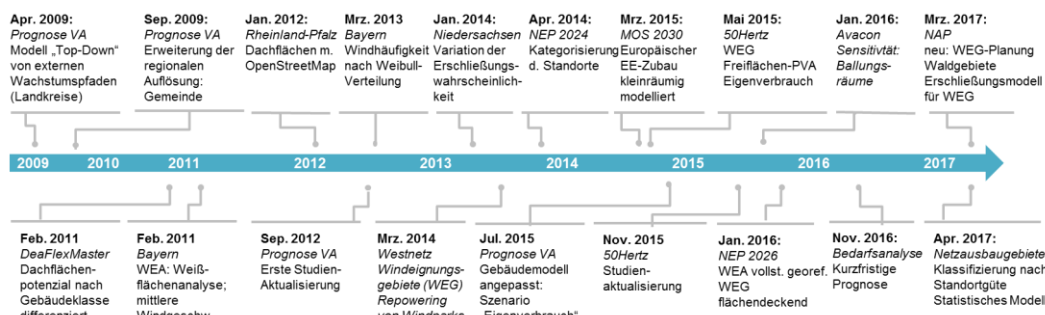 Apr. 2009:
Prognose VA
Modell „Top-Down"
von externen
Wachstumspfaden
(Landkreise)
Sep. 2009:
Prognose VA
Erweiterung der
regionalen
Auflösung:
Gemeinde
Jan. 2012:
Rheinland-Pfalz
Dachflächen m.
OpenStreetMap
Mrz. 2013
Bayern
Windhäufigkeit
nach Weibull-
Verteilung
Jan. 2014:
Niedersachsen
Variation der
Erschließungs-
wahrscheinlich-
keit
Apr. 2014:
NEP 2024
Kategorisierung
d. Standorte
Mrz. 2015:
MOS 2030
Europäischer
EE-Zubau
kleinräumig
modelliert
Mai 2015:
50Hertz
WEG
Freiflächen-PVA
Eigenverbrauch
Jan. 2016:
Avacon
Sensitivtät:
Ballungs-
räume
Mrz. 2017:
NAP
neu: WEG-Planung
Waldgebiete
Erschließungsmodell
für WEG
2009 2010 2011 2012 2013 2014 2015 2016 2017
Feb. 2011
DeaFlexMaster
Dachflächen-
potenzial nach
Gebäudeklasse
differenziert
Feb. 2011
Bayern
WEA: Weiß-
flächenanalyse;
mittlere
Windgeschw.
Sep. 2012
Prognose VA
Erste Studien-
Aktualisierung
Mrz. 2014
Westnetz
Windeignungs-
gebiete (WEG)
Repowering
von Windparks
Jul. 2015
Prognose VA
Gebäudemodell
angepasst:
Szenario
„Eigenverbrauch"
Nov. 2015
50Hertz
Studien-
aktualisierung
Jan. 2016:
NEP 2026
WEA vollst. georef.
WEG
flächendeckend
Nov. 2016:
Bedarfsanalyse
Kurzfristige
Prognose
Apr. 2017:
Netzausbaugebiete
Klassifizierung nach
Standortgüte
Statistisches Modell